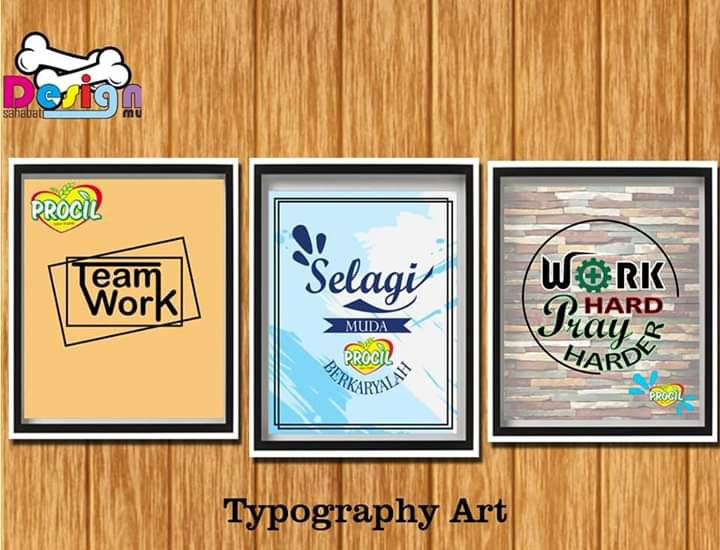 Design
sahabat mu
PROCIL
Team
Work
Selagi
MUDA
PROCIL
BERKARYALAH
WORK
HARD
Pray
HARDER
PROCIL
Typography Art